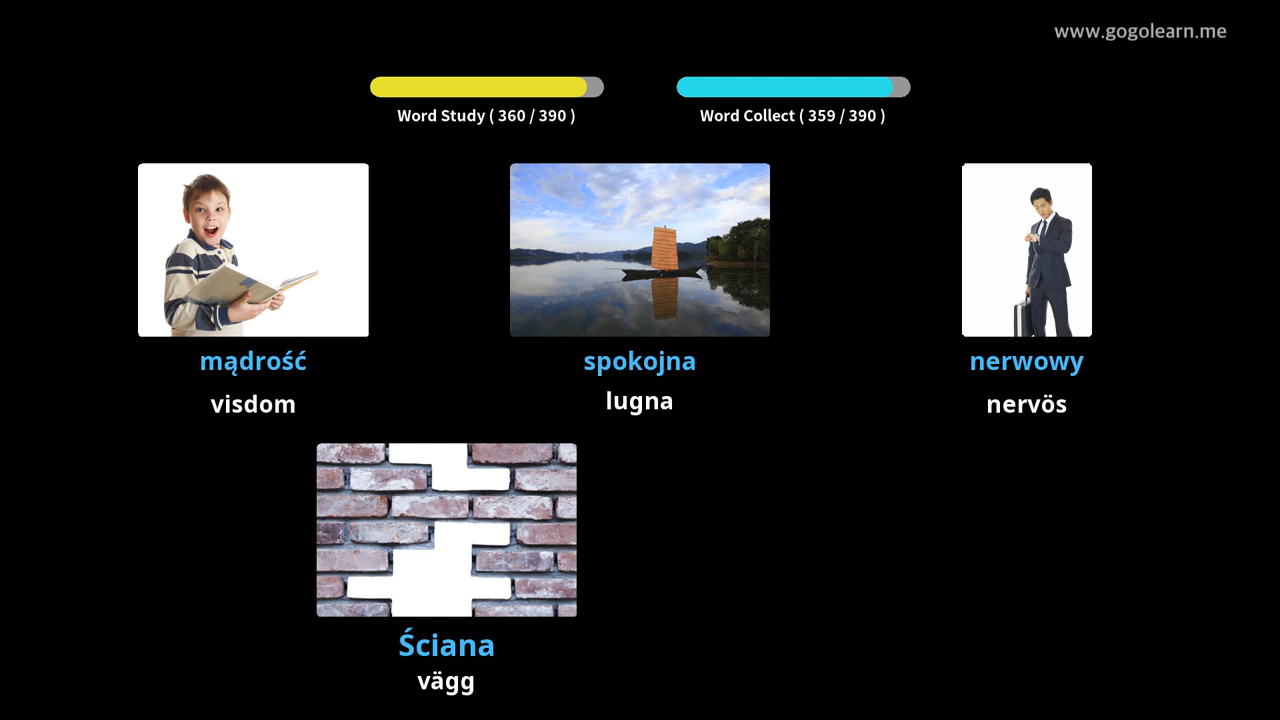 www.gogolearn.me
Word Study ( 360 / 390 )
Word Collect ( 359 / 390 )
mądrość
visdom
spokojna
lugna
nerwowy
nervös
Ściana
vägg